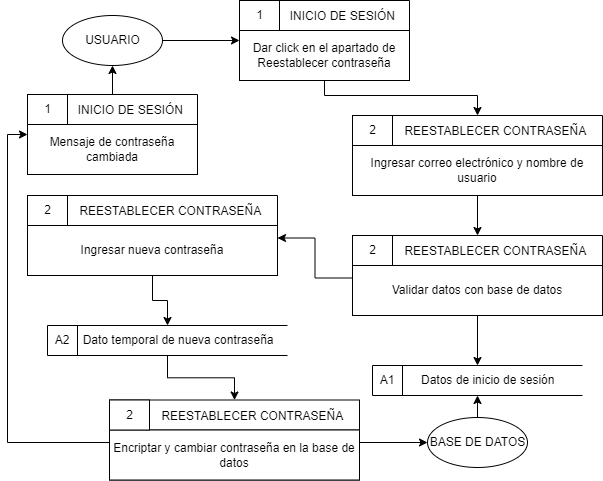 USUARIO
1 INICIO DE SESIÓN
Dar click en el apartado de
Reestablecer contraseña
1 INICIO DE SESIÓN
Mensaje de contraseña
cambiada
2 REESTABLECER CONTRASEÑA
Ingresar correo electrónico y nombre de
usuario
2 REESTABLECER CONTRASEÑA
Ingresar nueva contraseña
2 REESTABLECER CONTRASEÑA
Validar datos con base de datos
A2 Dato temporal de nueva contraseña
A1 Datos de inicio de sesión
2 REESTABLECER CONTRASEÑA
Encriptar y cambiar contraseña en la base de
datos
BASE DE DATOS